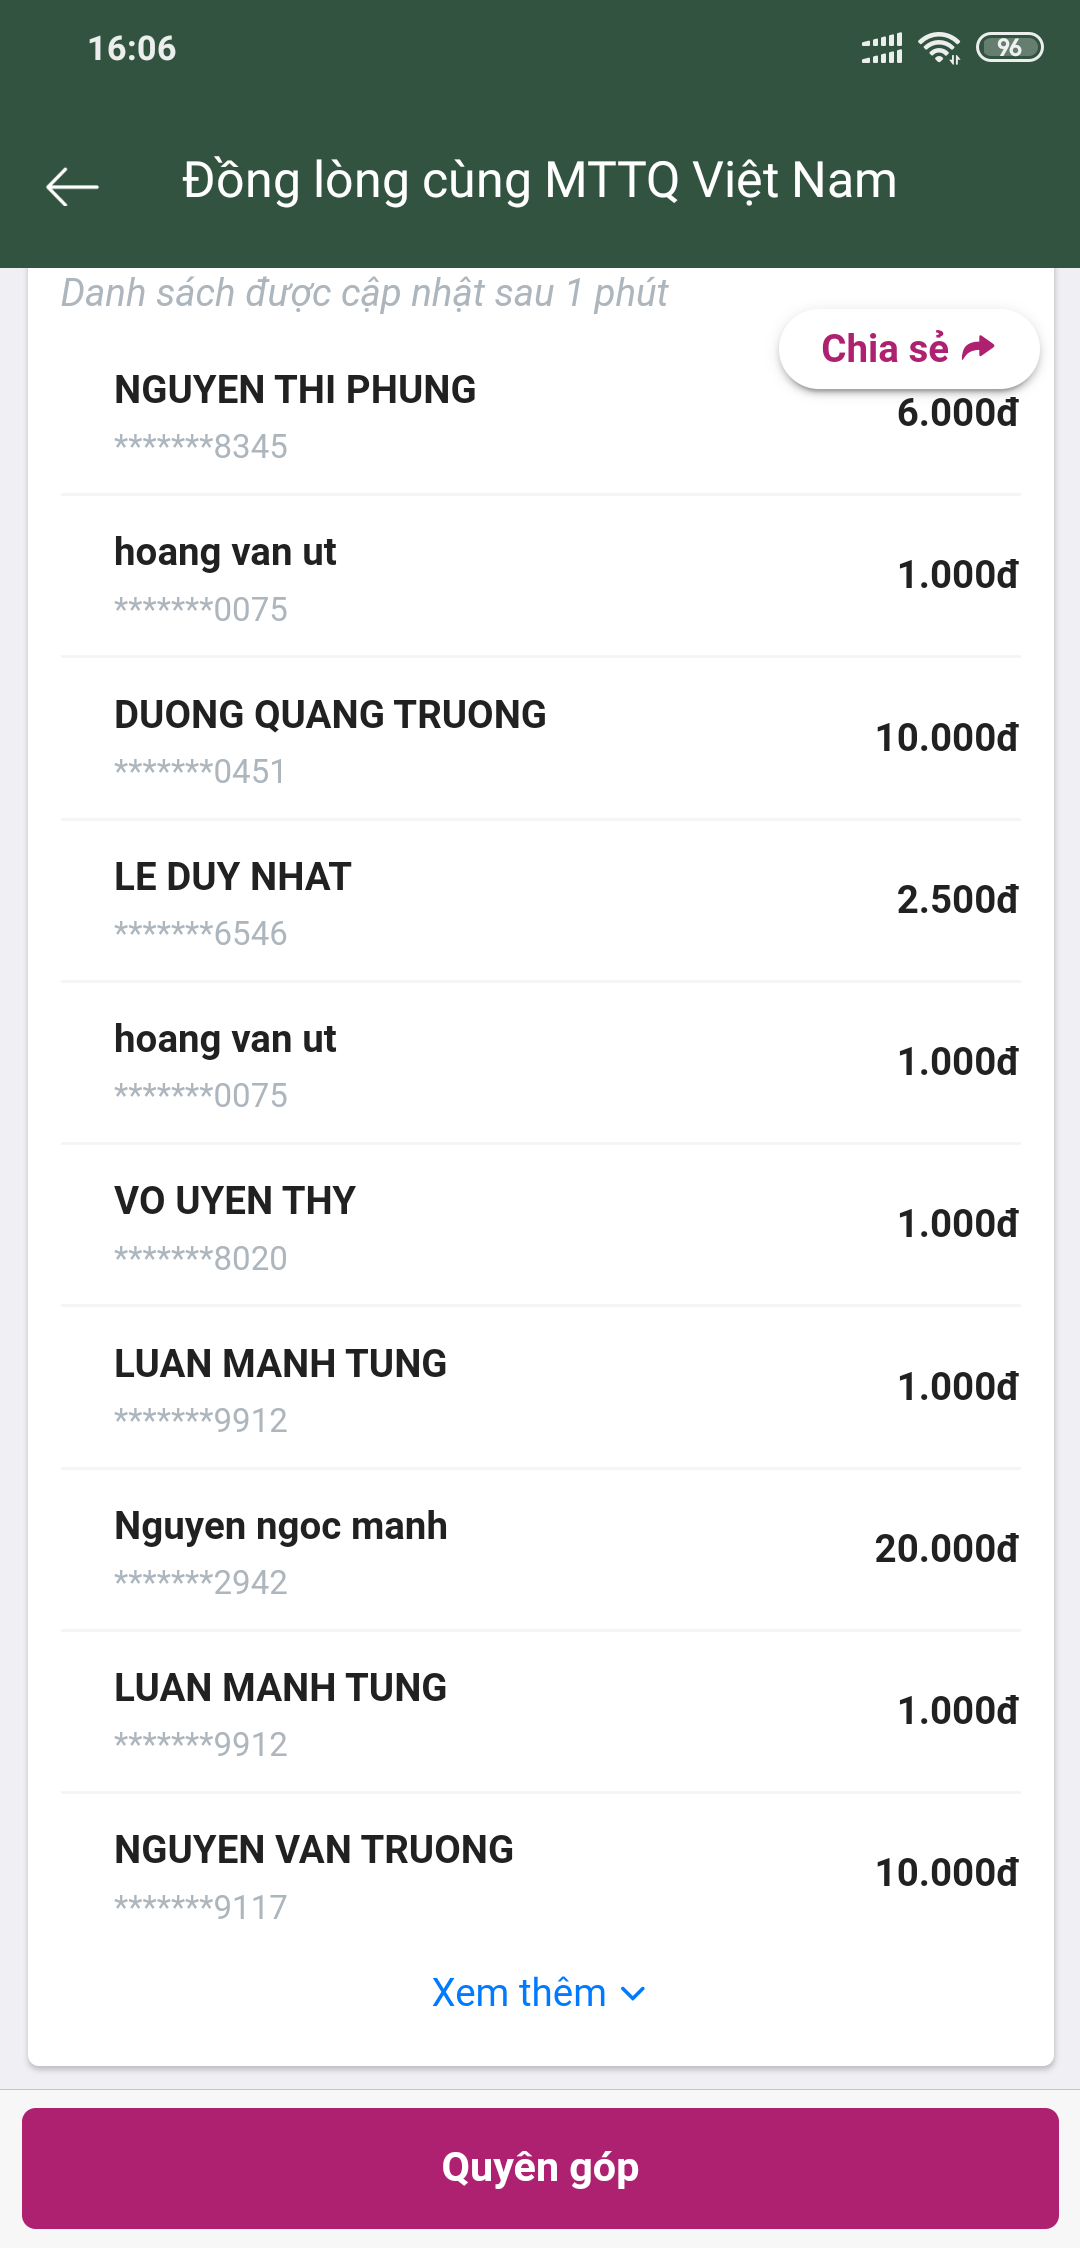 16:06
96
Đồng lòng cùng MTTQ Việt Nam
Danh sách được cập nhật sau 1 phút
Chia sẻ
NGUYEN THI PHUNG
6.000đ
*******8345
hoang van ut
1.000đ
*******0075
DUONG QUANG TRUONG
10.000đ
*******0451
LE DUY NHAT
2.500đ
*******6546
hoang van ut
1.000đ
*******0075
VO UYEN THY
1.000đ
*******8020
LUAN MANH TUNG
1.000đ
*******9912
Nguyen ngoc manh
20.000đ
*******2942
LUAN MANH TUNG
1.000đ
*******9912
NGUYEN VAN TRUONG
10.000đ
*******9117
Xem thêm
Quyên góp